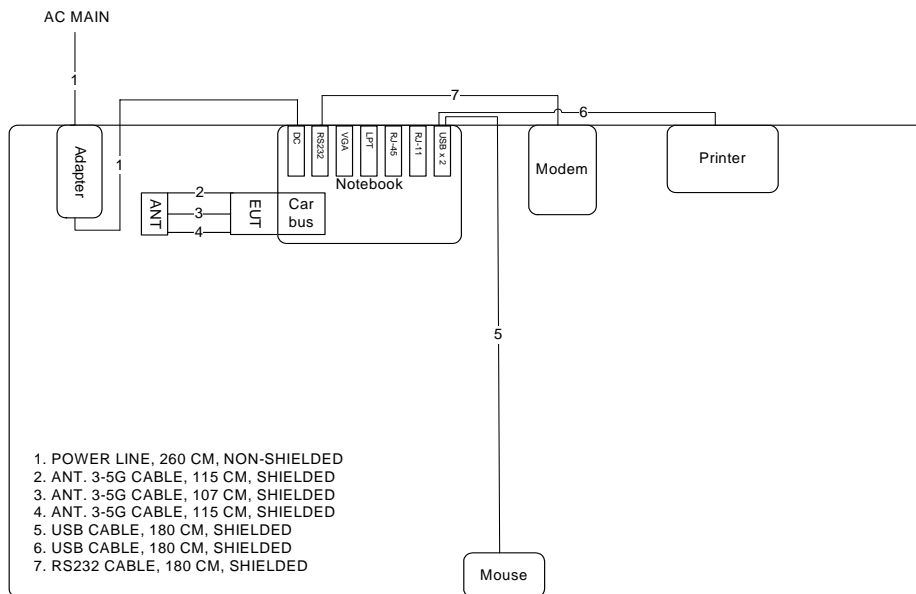 AC MAIN
1
7
6
Adapter
1
DC
RS232
VGA
LPT
RJ-45
RJ-11
USB x 2
Notebook
Modem
Printer
ANT
2
3
4
EUT
Car
bus
5
1. POWER LINE, 260 CM, NON-SHIELDED
2. ANT. 3-5G CABLE, 115 CM, SHIELDED
3. ANT. 3-5G CABLE, 107 CM, SHIELDED
4. ANT. 3-5G CABLE, 115 CM, SHIELDED
5. USB CABLE, 180 CM, SHIELDED
6. USB CABLE, 180 CM, SHIELDED
7. RS232 CABLE, 180 CM, SHIELDED
Mouse